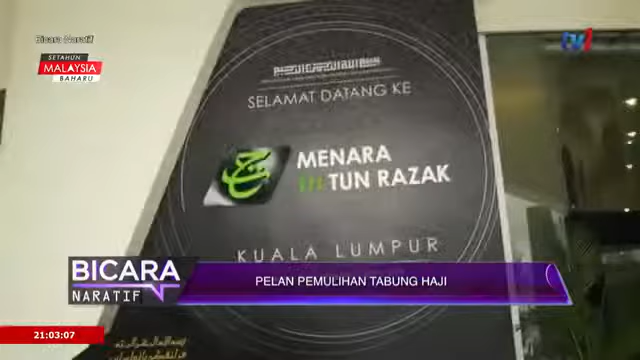 Bicara Naratif
SETAHUN
MALAYSIA
BAHARU
tv1
SELAMAT DATANG KE
MENARA
TUN RAZAK
KUALA LUMPUR
BICARA
NARATIF
PELAN PEMULIHAN TABUNG HAJI
21:03:07